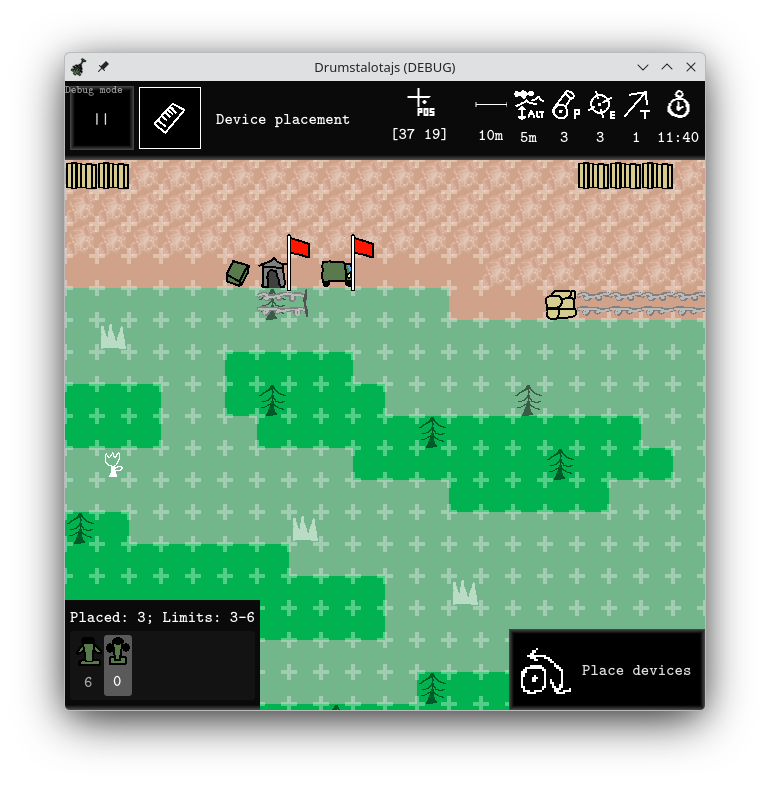 Drumstalotajs (DEBUG)
Debug mode
Device placement
POS
[37 19]
10m
ALT
5m
P
3
E
3
T
1
11:40
Placed: 3; Limits: 3-6
6
0
Place devices